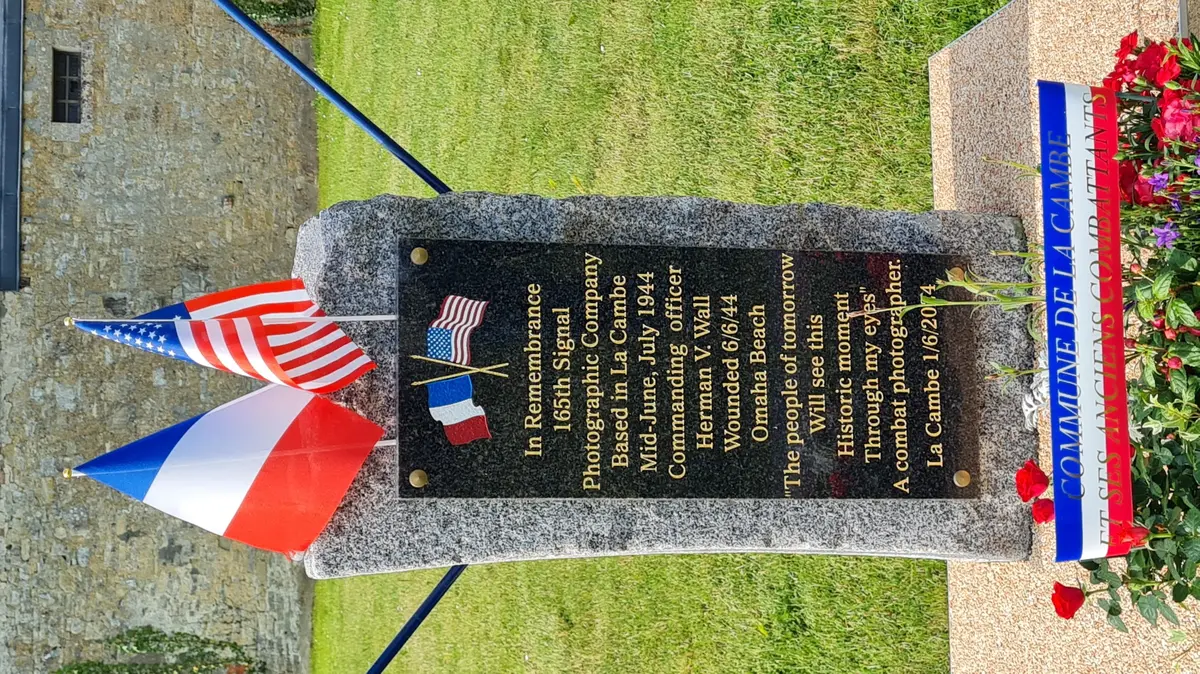 In Remembrance
165th Signal
Photographic Company
Based in La Cambe
Mid-June, July 1944
Commanding officer
Herman V. Wall
Wounded 6/6/44
Omaha Beach
"The people of tomorrow
Will see this
Historic moment
Through my eyes"
A combat photographer.
La Cambe 1/6/2014
COMMUNE DE LA CAMBE
ET SES ANCIENS COMBATTANTS